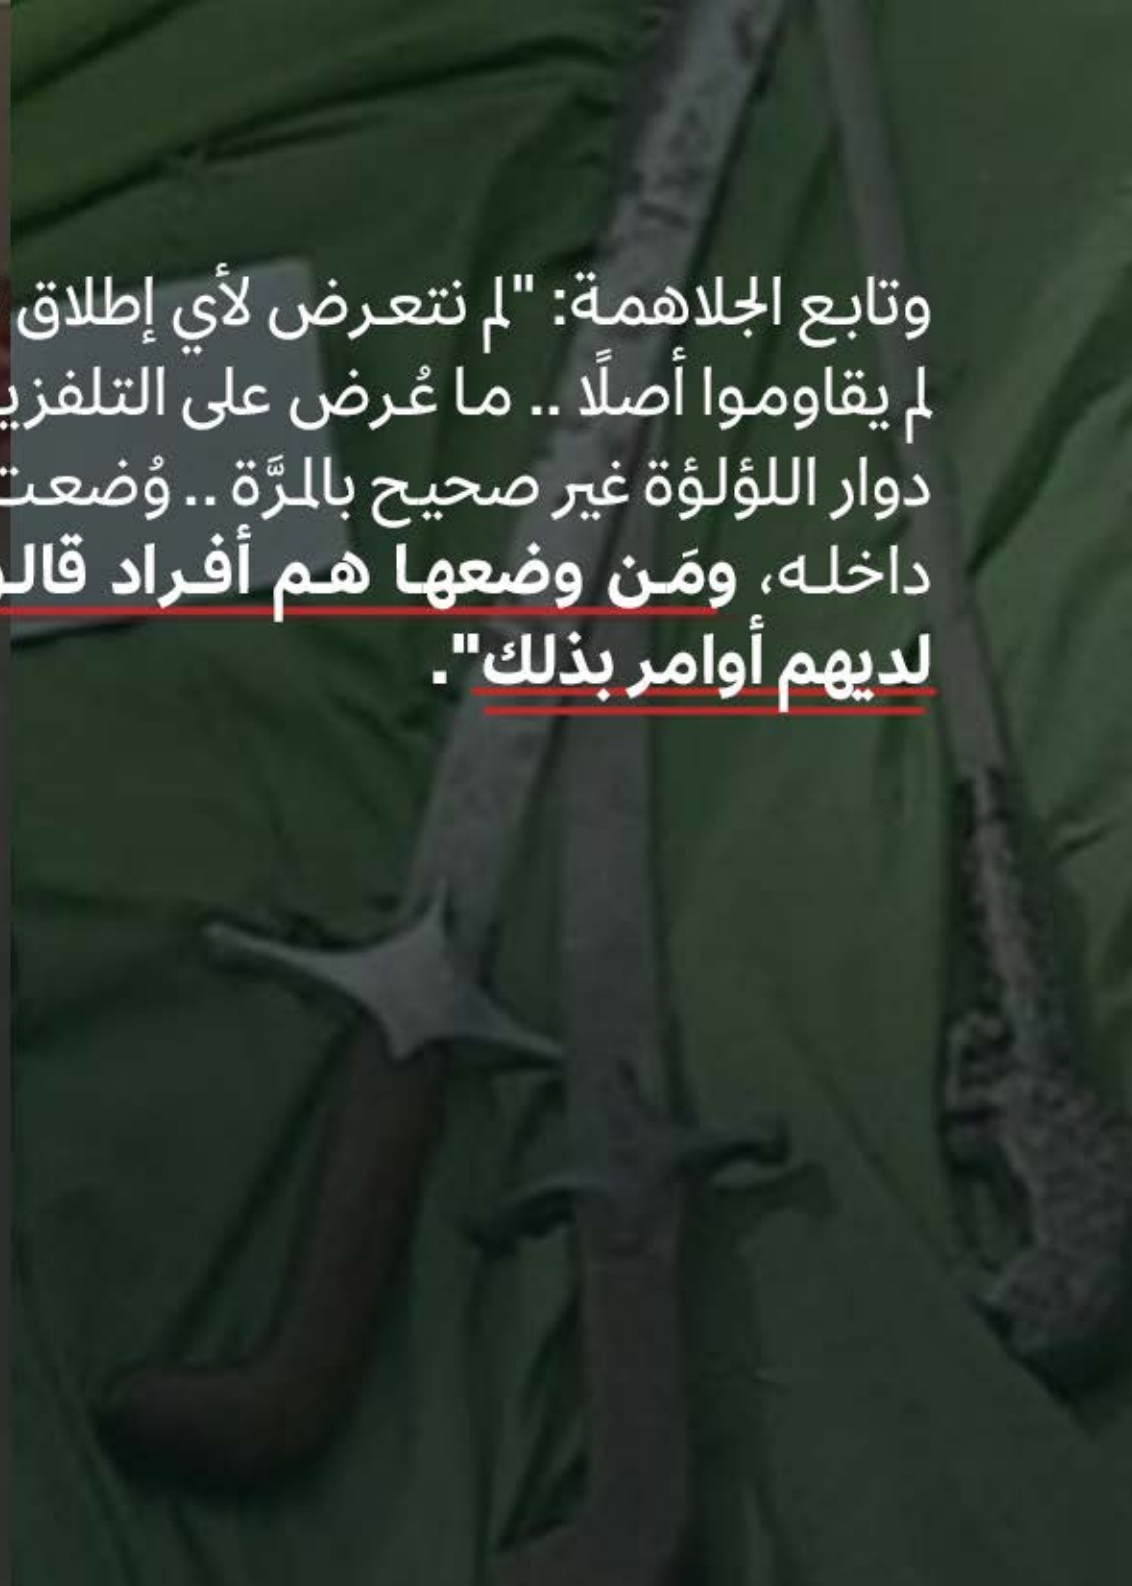 وتابع الجلاهمة: "لم نتعرض لأي إطلاق
لم يقاوموا أصلًا .. ما عُرض على
دوار اللؤلؤة غير صحيح بالمرَّة .. وُضعت
داخله، ومَن وضعها هم أفراد
لديهم أوامر بذلك".